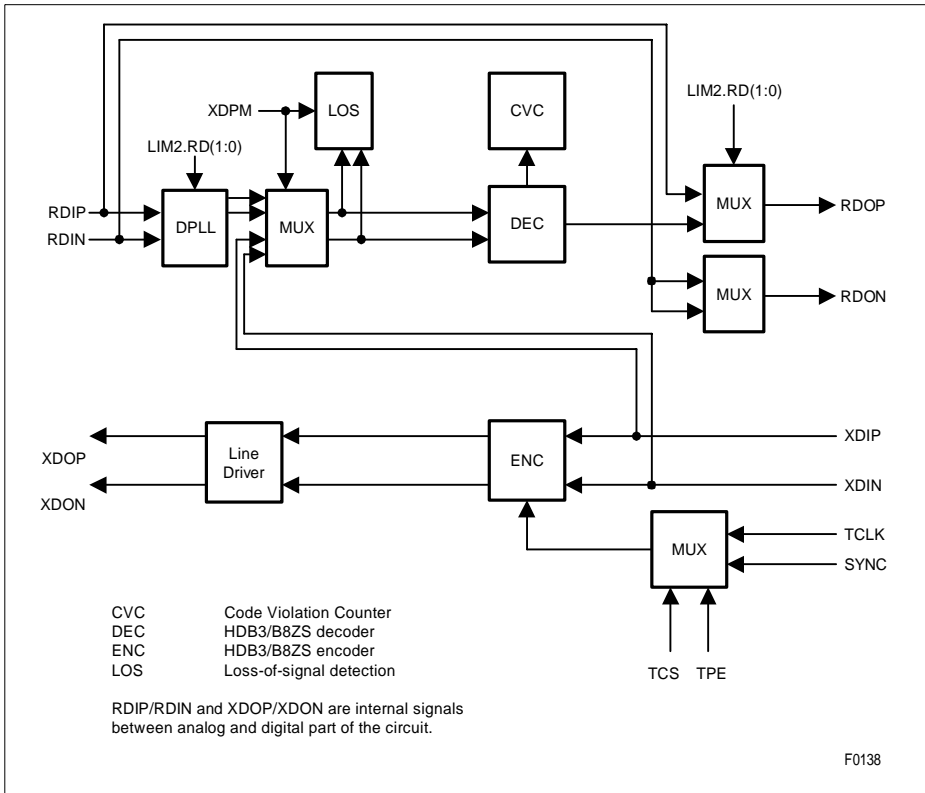 LIM2.RD(1:0)
XDPM
LOS
CVC
LIM2.RD(1:0)
RDIP
RDIN
DPLL
MUX
DEC
MUX
RDOP
MUX
RDON
XDOP
XDON
Line
Driver
ENC
XDIP
XDIN
MUX
TCLK
SYNC
TCS TPE
CVC Code Violation Counter
DEC HDB3/B8ZS decoder
ENC HDB3/B8ZS encoder
LOS Loss-of-signal detection
RDIP/RDIN and XDOP/XDON are internal signals
between analog and digital part of the circuit.
F0138